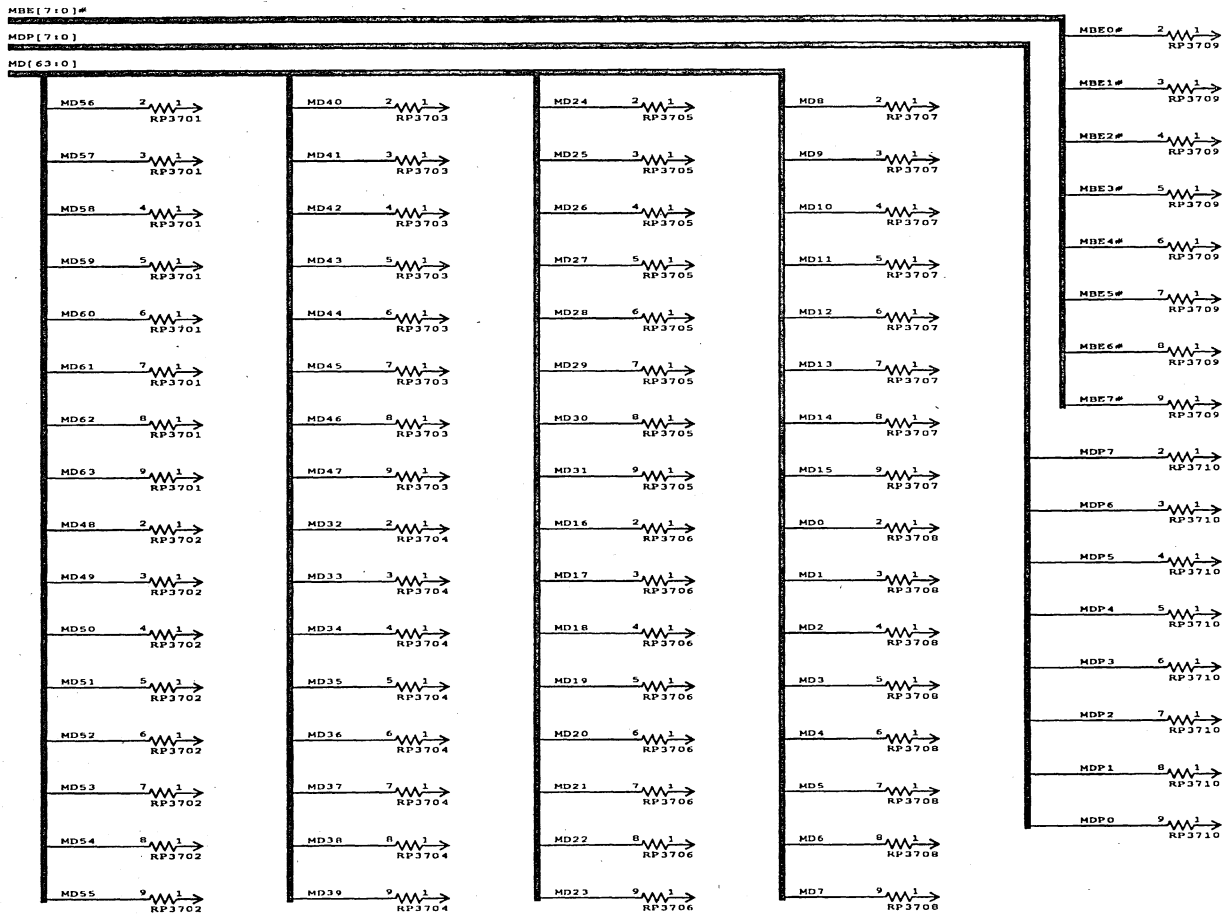 MBE[7:0]#
MDP[7:0]
MD[63:0]
MD56 2 1 RP3701
MD57 3 1 RP3701
MD58 4 1 RP3701
MD59 5 1 RP3701
MD60 6 1 RP3701
MD61 7 1 RP3701
MD62 8 1 RP3701
MD63 9 1 RP3701
MD48 2 1 RP3702
MD49 3 1 RP3702
MD50 4 1 RP3702
MD51 5 1 RP3702
MD52 6 1 RP3702
MD53 7 1 RP3702
MD54 8 1 RP3702
MD55 9 1 RP3702
MD40 2 1 RP3703
MD41 3 1 RP3703
MD42 4 1 RP3703
MD43 5 1 RP3703
MD44 6 1 RP3703
MD45 7 1 RP3703
MD46 8 1 RP3703
MD47 9 1 RP3703
MD32 2 1 RP3704
MD33 3 1 RP3704
MD34 4 1 RP3704
MD35 5 1 RP3704
MD36 6 1 RP3704
MD37 7 1 RP3704
MD38 8 1 RP3704
MD39 9 1 RP3704
MD24 2 1 RP3705
MD25 3 1 RP3705
MD26 4 1 RP3705
MD27 5 1 RP3705
MD28 6 1 RP3705
MD29 7 1 RP3705
MD30 8 1 RP3705
MD31 9 1 RP3705
MD16 2 1 RP3706
MD17 3 1 RP3706
MD18 4 1 RP3706
MD19 5 1 RP3706
MD20 6 1 RP3706
MD21 7 1 RP3706
MD22 8 1 RP3706
MD23 9 1 RP3706
MD8 2 1 RP3707
MD9 3 1 RP3707
MD10 4 1 RP3707
MD11 5 1 RP3707
MD12 6 1 RP3707
MD13 7 1 RP3707
MD14 8 1 RP3707
MD15 9 1 RP3707
MD0 2 1 RP3708
MD1 3 1 RP3708
MD2 4 1 RP3708
MD3 5 1 RP3708
MD4 6 1 RP3708
MD5 7 1 RP3708
MD6 8 1 RP3708
MD7 9 1 RP3708
MBE0# 2 1 RP3709
MBE1# 3 1 RP3709
MBE2# 4 1 RP3709
MBE3# 5 1 RP3709
MBE4# 6 1 RP3709
MBE5# 7 1 RP3709
MBE6# 8 1 RP3709
MBE7# 9 1 RP3709
MDP7 2 1 RP3710
MDP6 3 1 RP3710
MDP5 4 1 RP3710
MDP4 5 1 RP3710
MDP3 6 1 RP3710
MDP2 7 1 RP3710
MDP1 8 1 RP3710
MDP0 9 1 RP3710